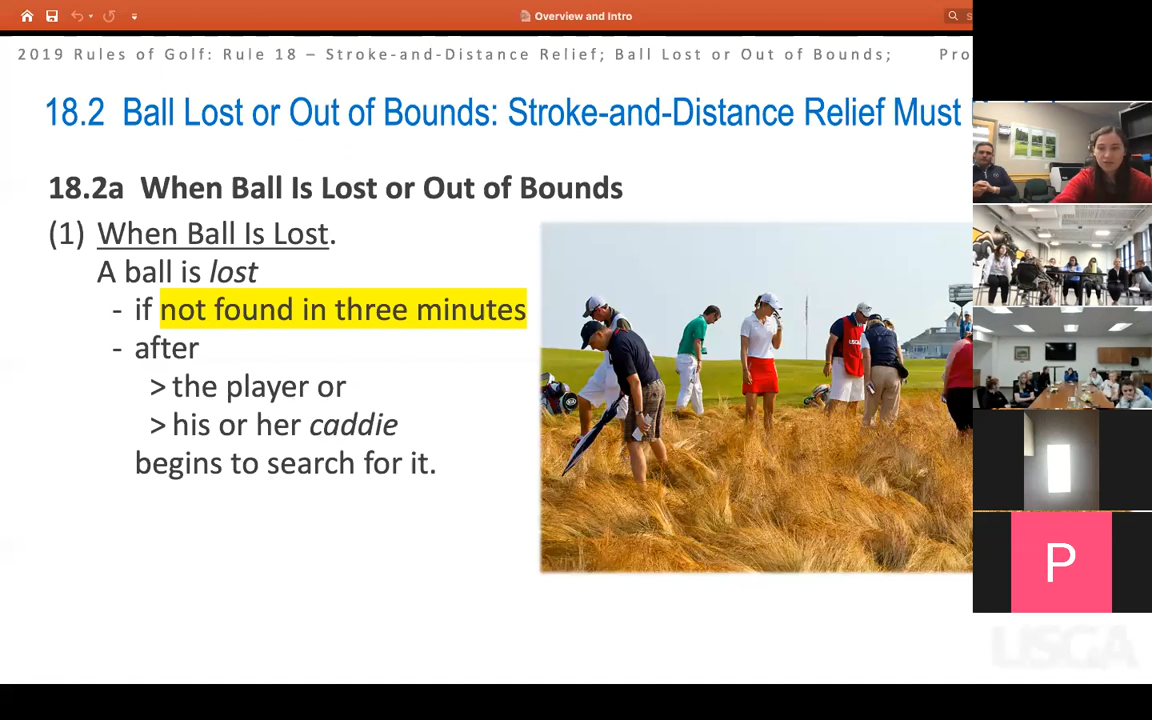 Overview and Intro
S
2019 Rules of Golf: Rule 18 – Stroke-and-Distance Relief; Ball Lost or Out of Bounds; Pro
18.2 Ball Lost or Out of Bounds: Stroke-and-Distance Relief Must
18.2a When Ball Is Lost or Out of Bounds
(1) When Ball Is Lost.
A ball is lost
- if not found in three minutes
- after
> the player or
> his or her caddie
begins to search for it.
P
USGA